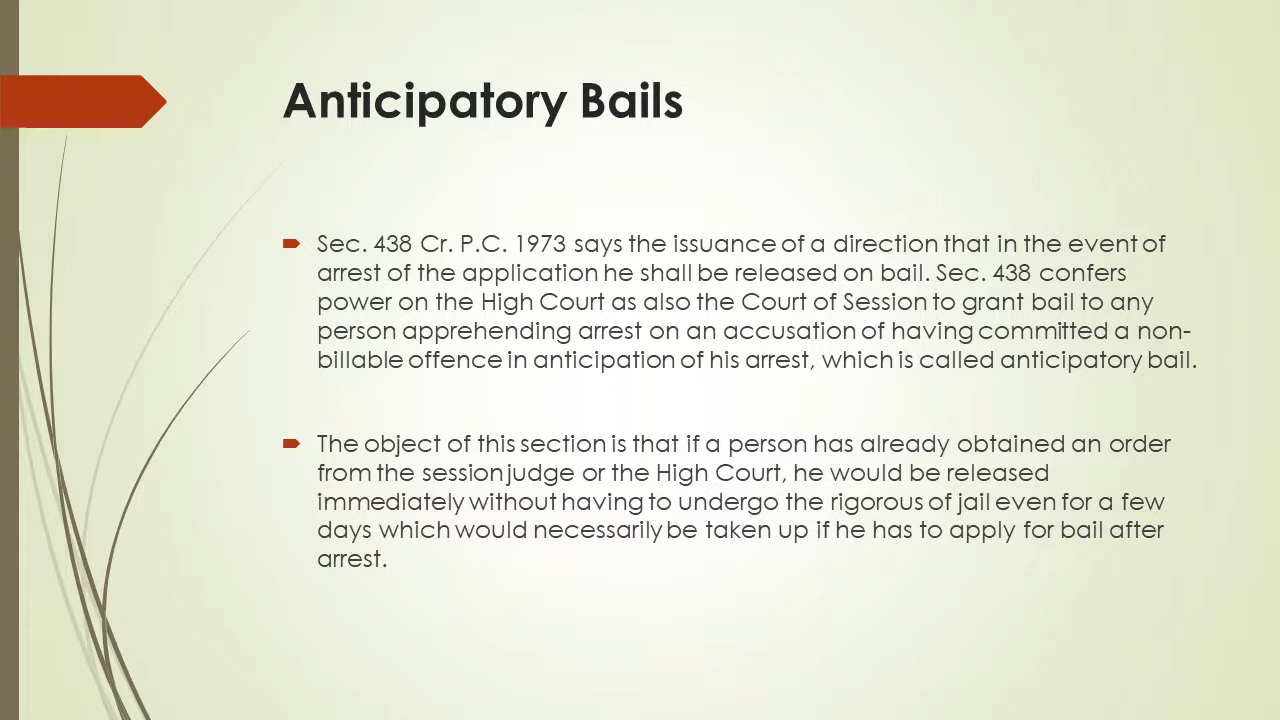 Anticipatory Bails
Sec. 438 Cr. P.C. 1973 says the issuance of a direction that in the event of
arrest of the application he shall be released on bail. Sec. 438 confers
power on the High Court as also the Court of Session to grant bail to any
person apprehending arrest on an accusation of having committed a non-
billable offence in anticipation of his arrest, which is called anticipatory bail.
The object of this section is that if a person has already obtained an order
from the session judge or the High Court, he would be released
immediately without having to undergo the rigorous of jail even for a few
days which would necessarily be taken up if he has to apply for bail after
arrest.